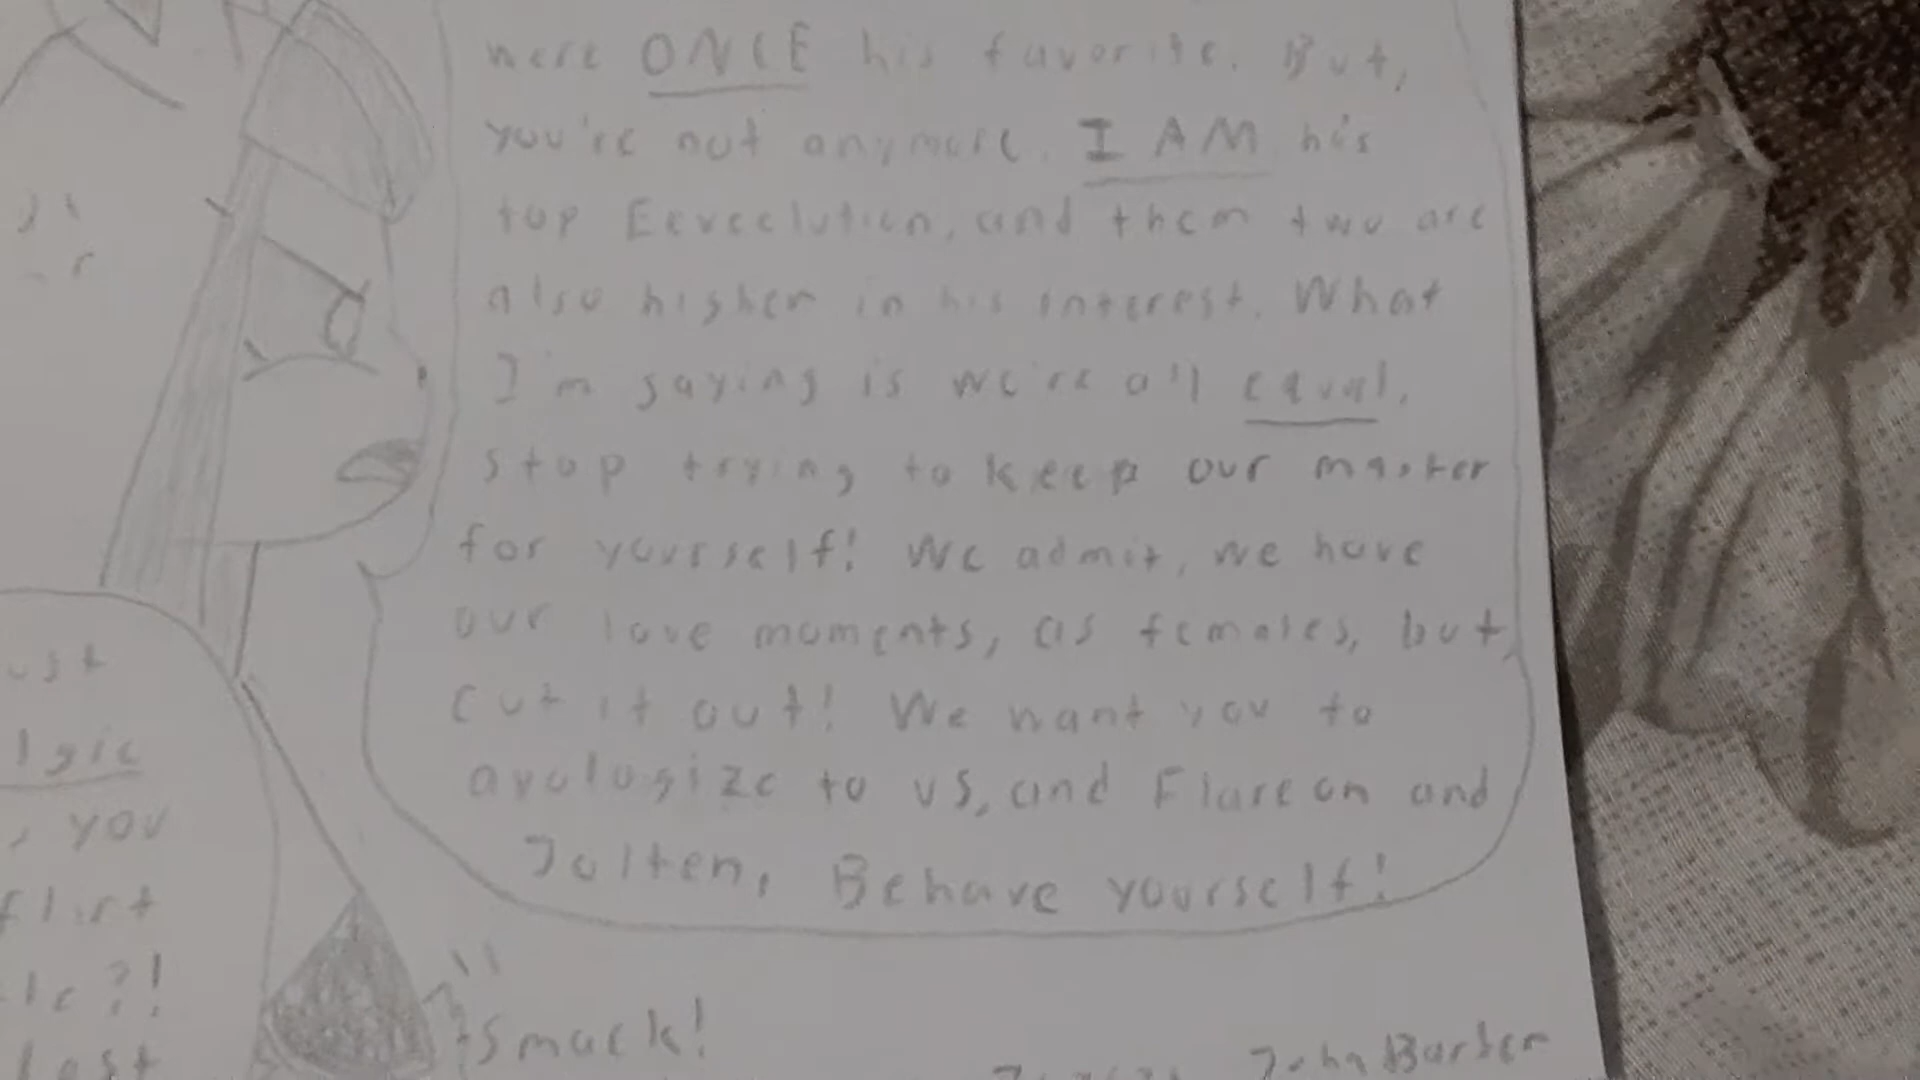 were ONCE his favorite. But,
you're not anymore. I AM his
top Eeveelution, and them two are
also higher in his interest. What
I'm saying is we're all equal,
stop trying to keep our master
for yourself! We admit, we have
our love moments, as females, but,
cut it out! We want you to
apologize to us, and Flareon and
Jolten, Behave yourself!
ust
lgic
, you
flirt
?!
last
Smack!
John Barber